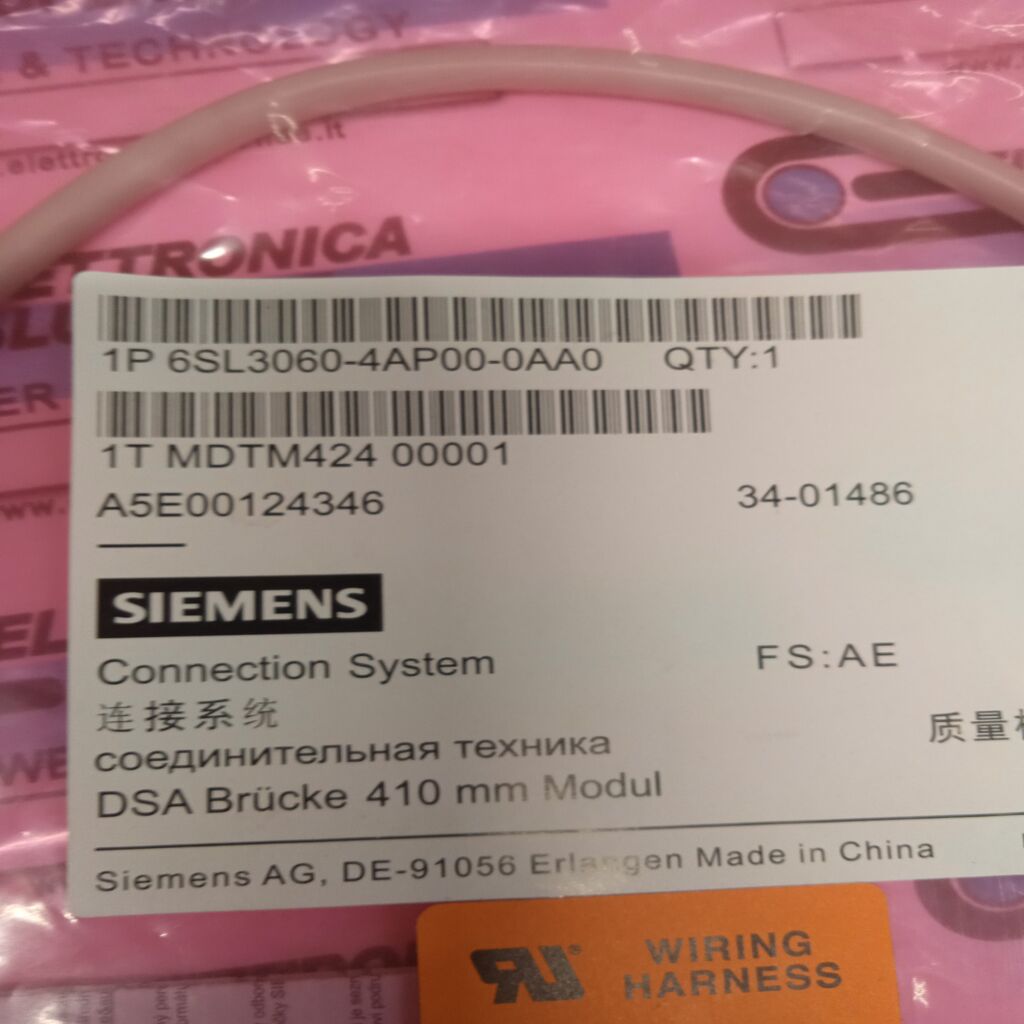 & TECHNOLOGY
ETTRONICA
1P 6SL3060-4AP00-0AA0 QTY:1
1T MDTM424 00001
A5E00124346 34-01486
SIEMENS
Connection System FS:AE
连接系统
соединительная техника 质量
DSA Brücke 410 mm Modul
Siemens AG, DE-91056 Erlangen Made in China
WIRING
HARNESS